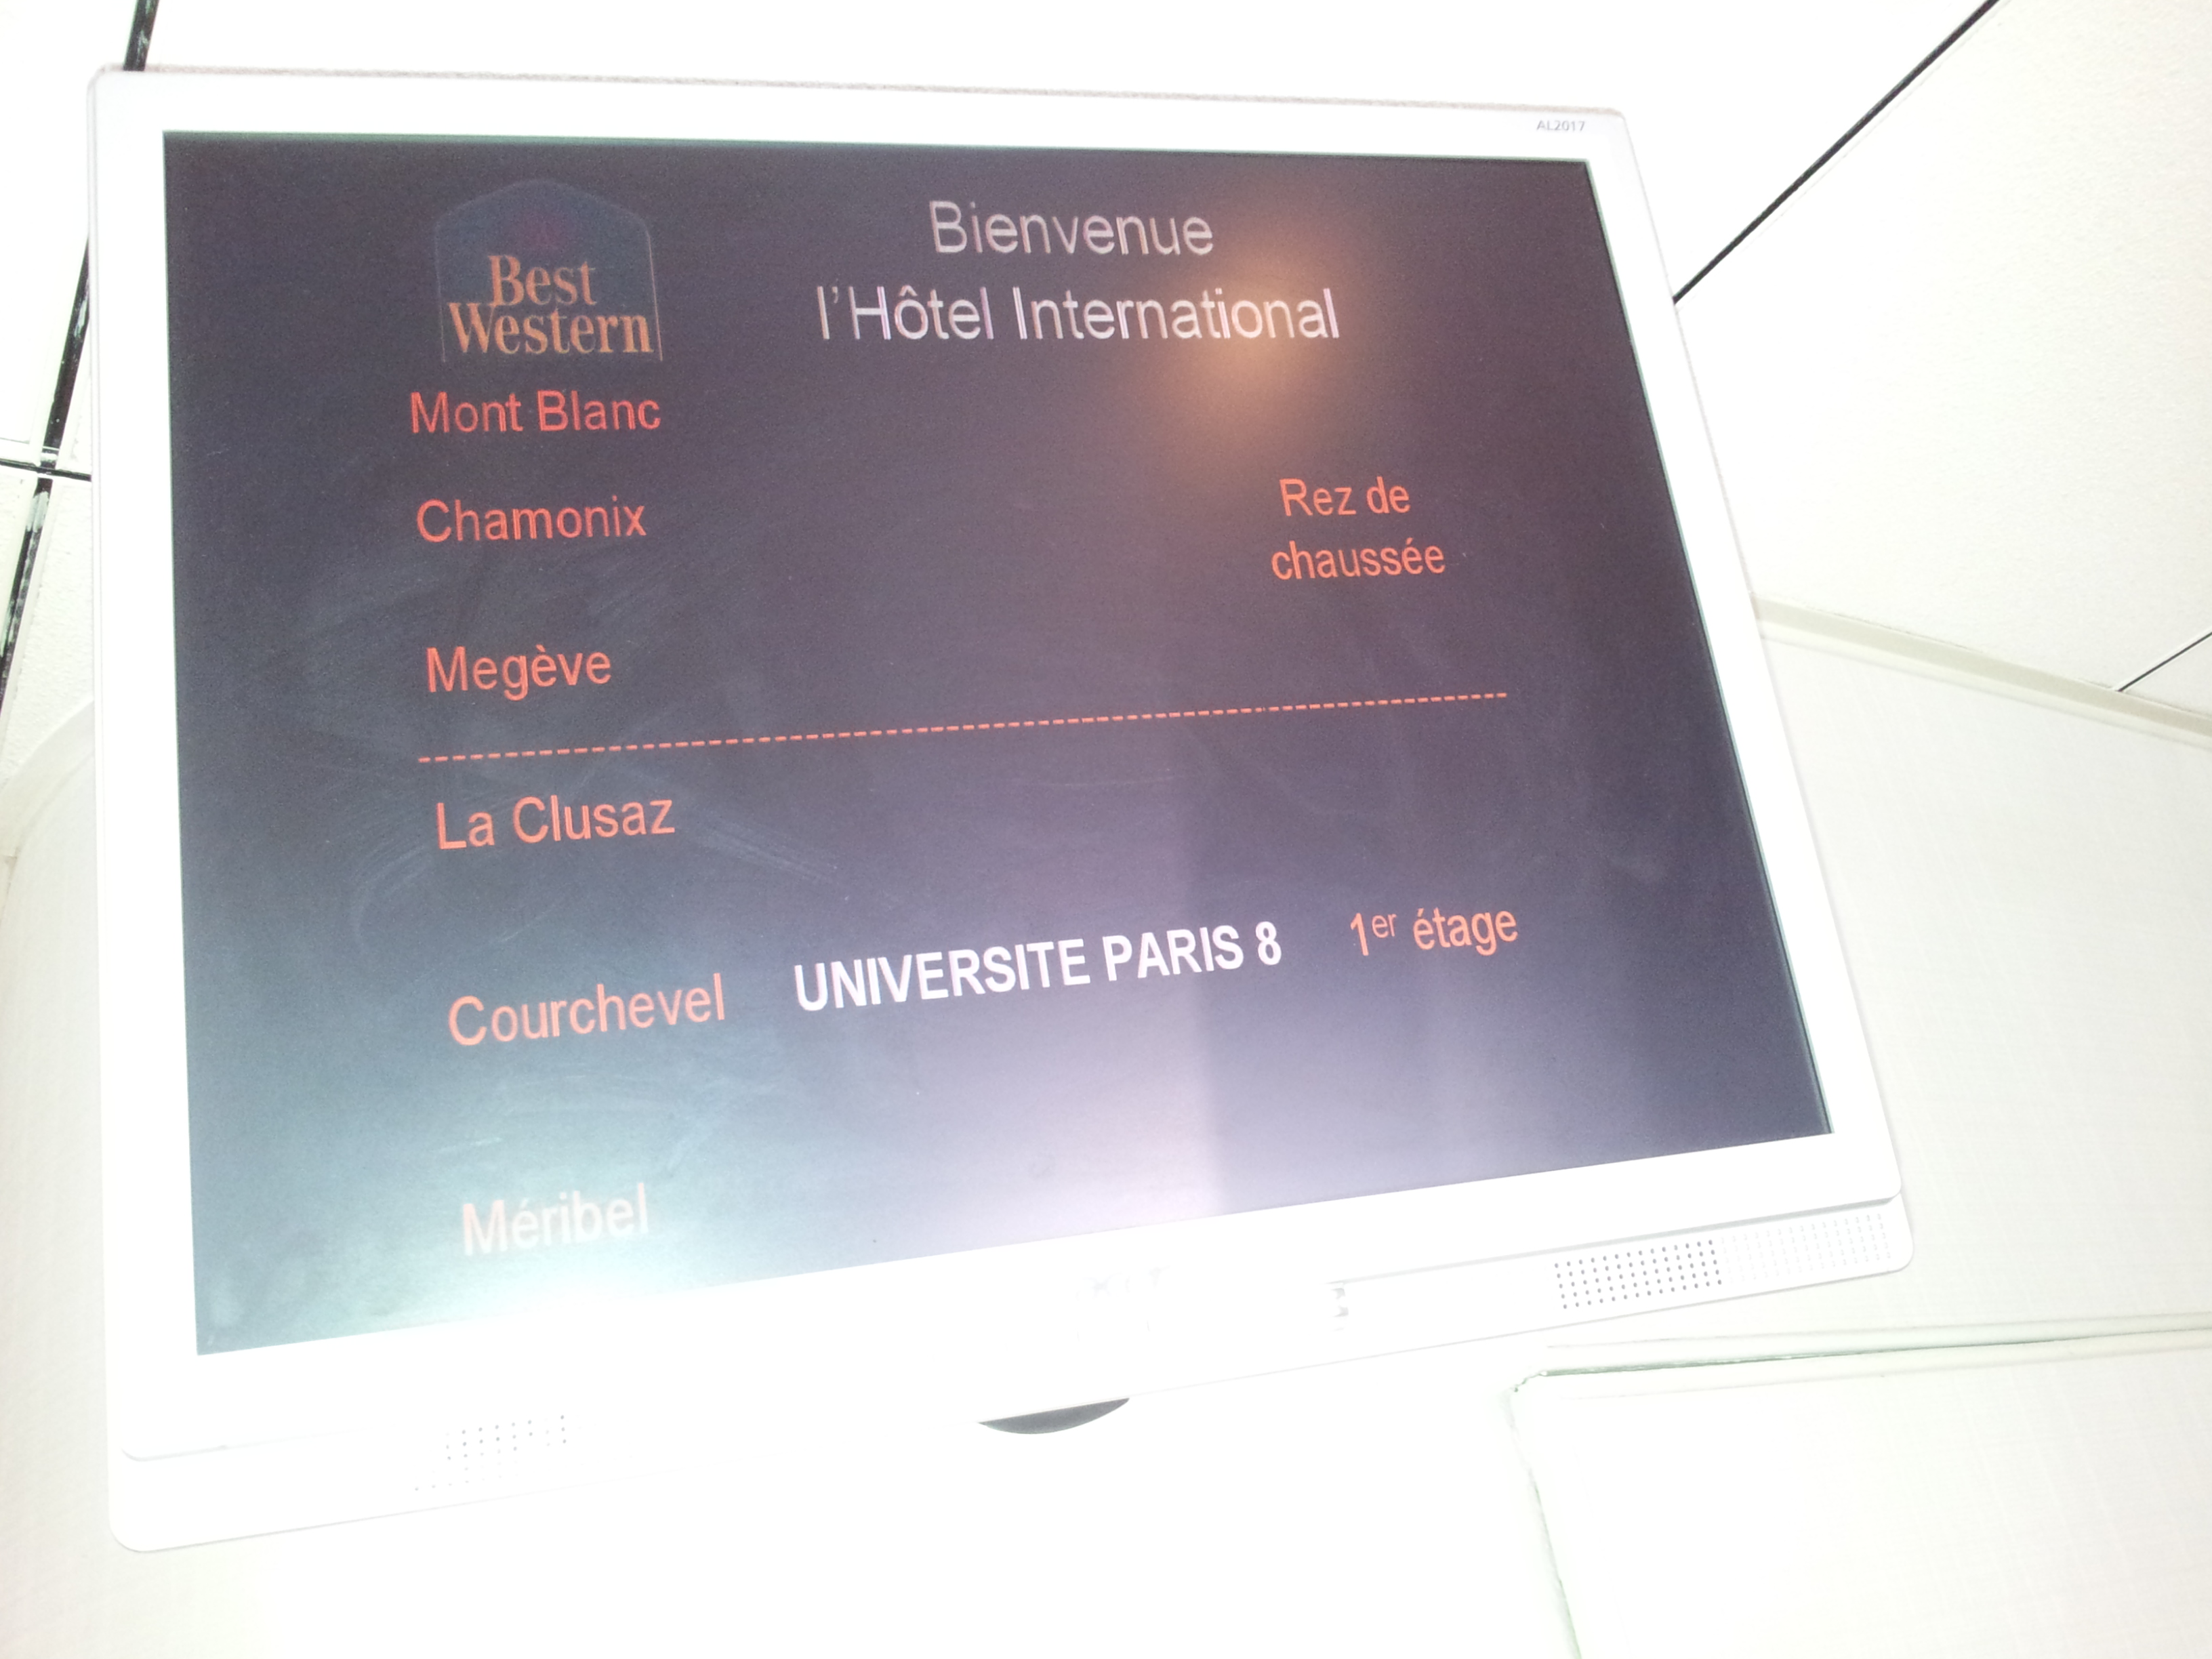 AL2017
Best
Western
Bienvenue
l'Hôtel International
Mont Blanc
Chamonix
Rez de
chaussée
Megève
--------------------------------------------------------------------------------
La Clusaz
Courchevel UNIVERSITE PARIS 8 1er étage
Méribel